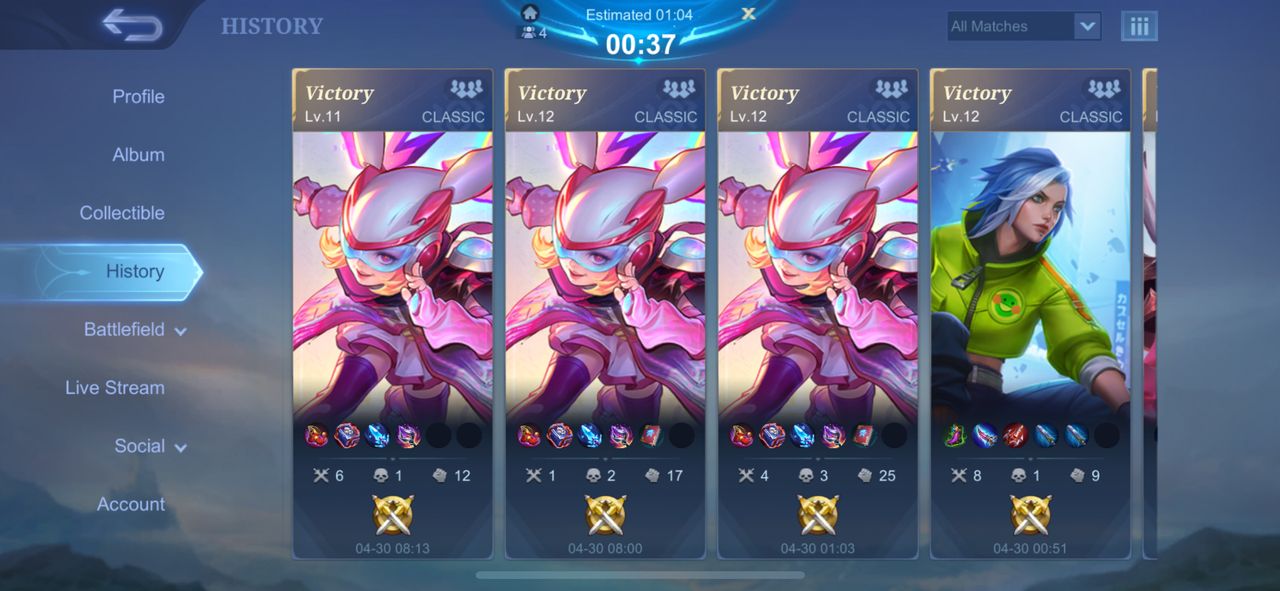 HISTORY
4
Estimated 01:04
X
00:37
All Matches
Profile
Album
Collectible
History
Battlefield
Live Stream
Social
Account
Victory
Lv.11 CLASSIC
6 1 12
04-30 08:13
Victory
Lv.12 CLASSIC
1 2 17
04-30 08:00
Victory
Lv.12 CLASSIC
4 3 25
04-30 01:03
Victory
Lv.12 CLASSIC
8 1 9
04-30 00:51